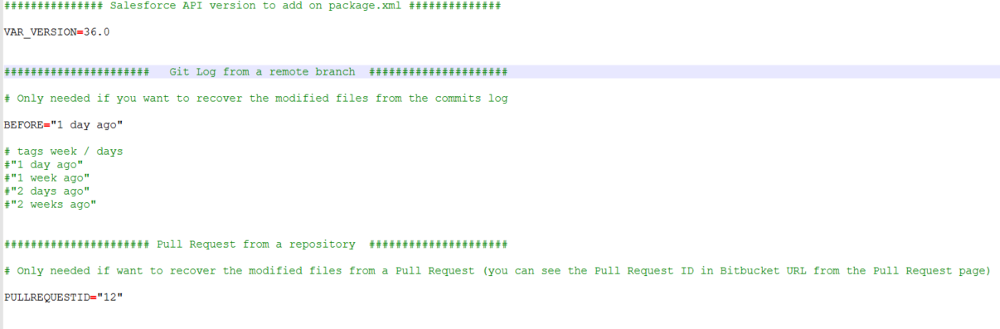 ############### Salesforce API version to add on package.xml ##############
VAR_VERSION=36.0
######################   Git Log from a remote branch  #####################
# Only needed if you want to recover the modified files from the commits log
BEFORE="1 day ago"
# tags week / days
#"1 day ago"
#"1 week ago"
#"2 days ago"
#"2 weeks ago"
###################### Pull Request from a repository  #####################
# Only needed if want to recover the modified files from a Pull Request (you can see the Pull Request ID in Bitbucket URL from the Pull Request page)
PULLREQUESTID="12"